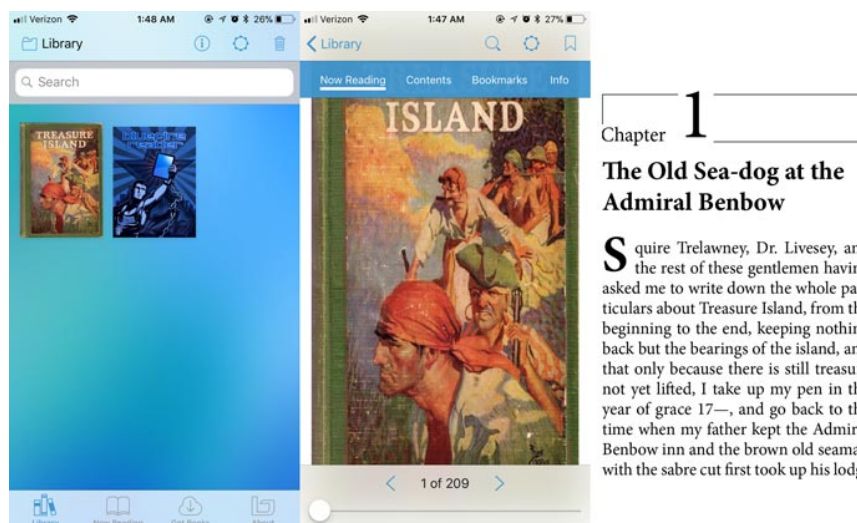 Verizon 1:48 AM 26%
Library
Search
TREASURE
ISLAND
bluefire
reader
Library Now Reading Get Books About
Verizon 1:47 AM 27%
Library
Now Reading Contents Bookmarks Info
ISLAND
1 of 209
Chapter 1
The Old Sea-dog at the
Admiral Benbow
Squire Trelawney, Dr. Livesey, an
the rest of these gentlemen havin
asked me to write down the whole pa
ticulars about Treasure Island, from th
beginning to the end, keeping nothin
back but the bearings of the island, an
that only because there is still treasur
not yet lifted, I take up my pen in th
year of grace 17—, and go back to th
time when my father kept the Admir
Benbow inn and the brown old seama
with the sabre cut first took up his lodg